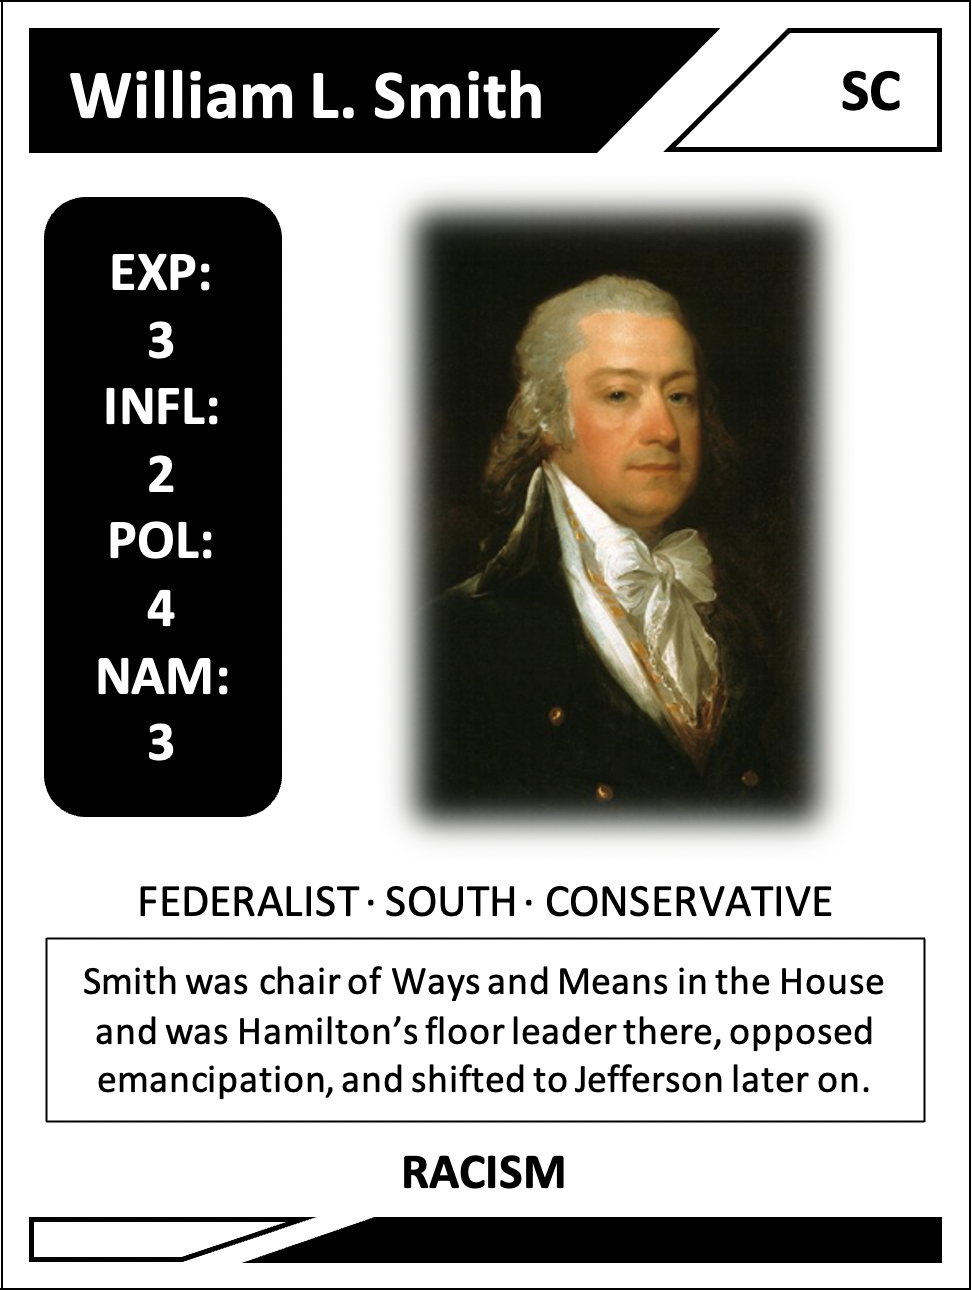 William L. Smith
SC
EXP:
3
INFL:
2
POL:
4
NAM:
3
FEDERALIST · SOUTH · CONSERVATIVE
Smith was chair of Ways and Means in the House
and was Hamilton’s floor leader there, opposed
emancipation, and shifted to Jefferson later on.
RACISM